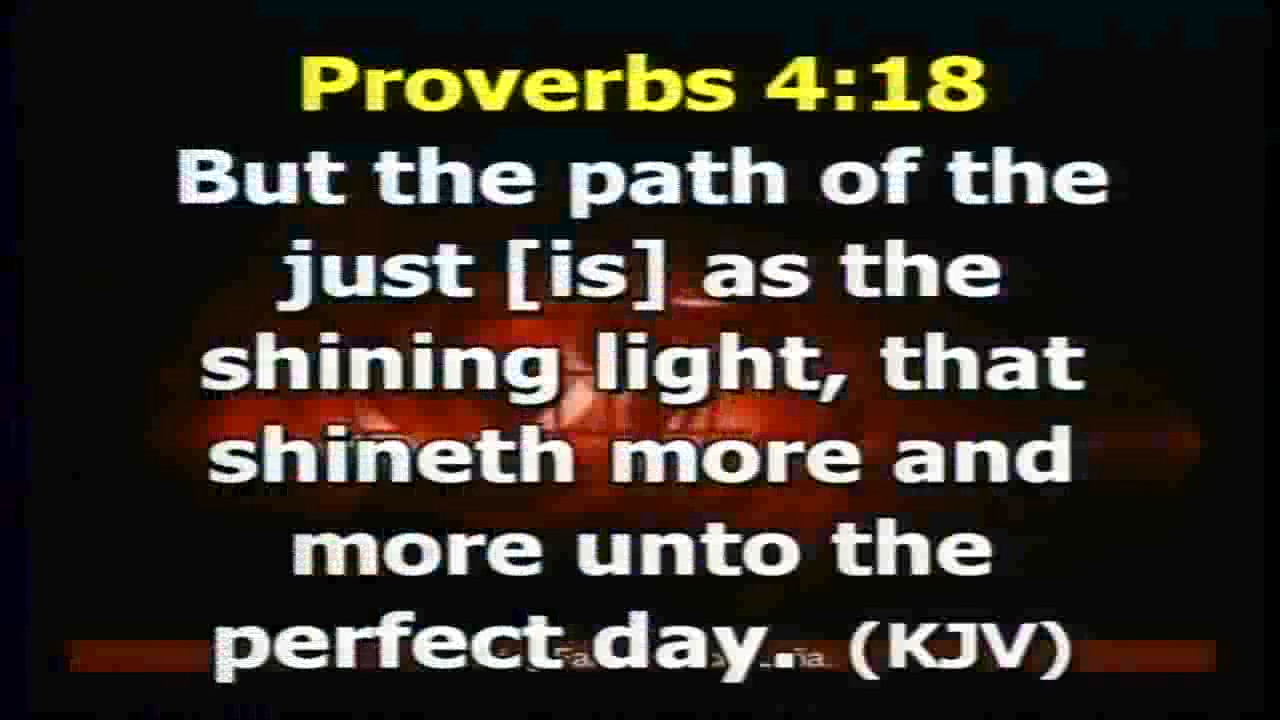 Proverbs 4:18
But the path of the
just [is] as the
shining light, that
shineth more and
more unto the
perfect day. (KJV)